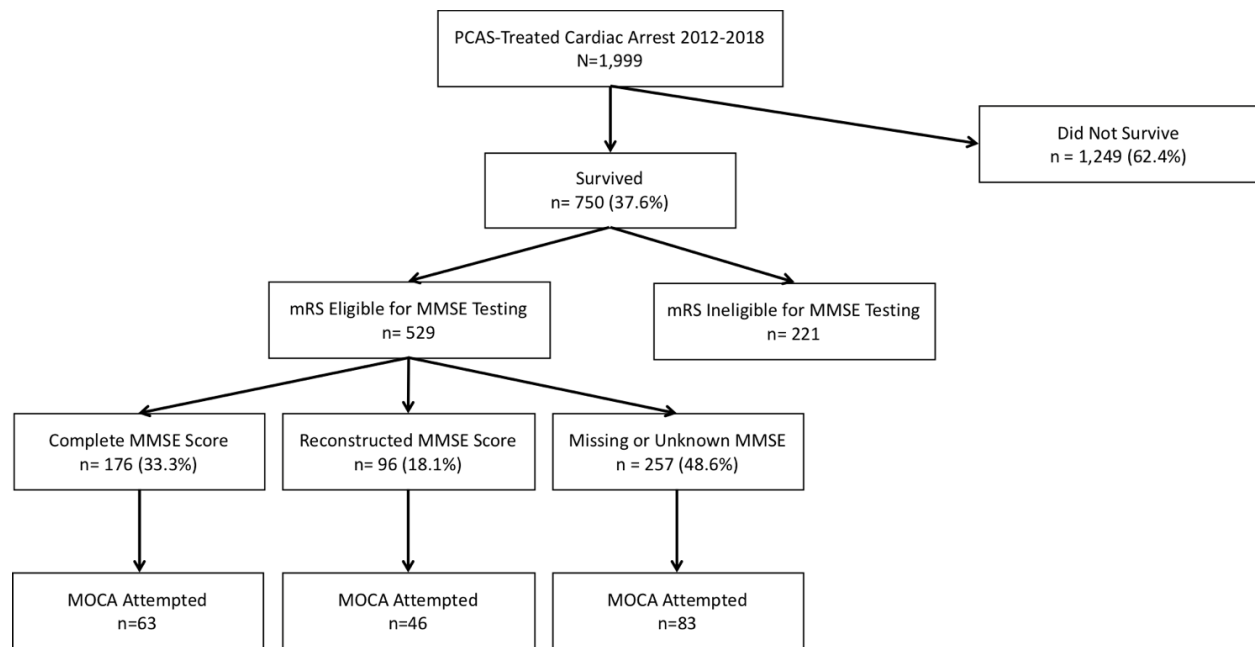 PCAS-Treated Cardiac Arrest 2012-2018
N=1,999
Did Not Survive
n = 1,249 (62.4%)
Survived
n= 750 (37.6%)
mRS Eligible for MMSE Testing
n= 529
mRS Ineligible for MMSE Testing
n= 221
Complete MMSE Score
n= 176 (33.3%)
Reconstructed MMSE Score
n= 96 (18.1%)
Missing or Unknown MMSE
n = 257 (48.6%)
MOCA Attempted
n=63
MOCA Attempted
n=46
MOCA Attempted
n=83